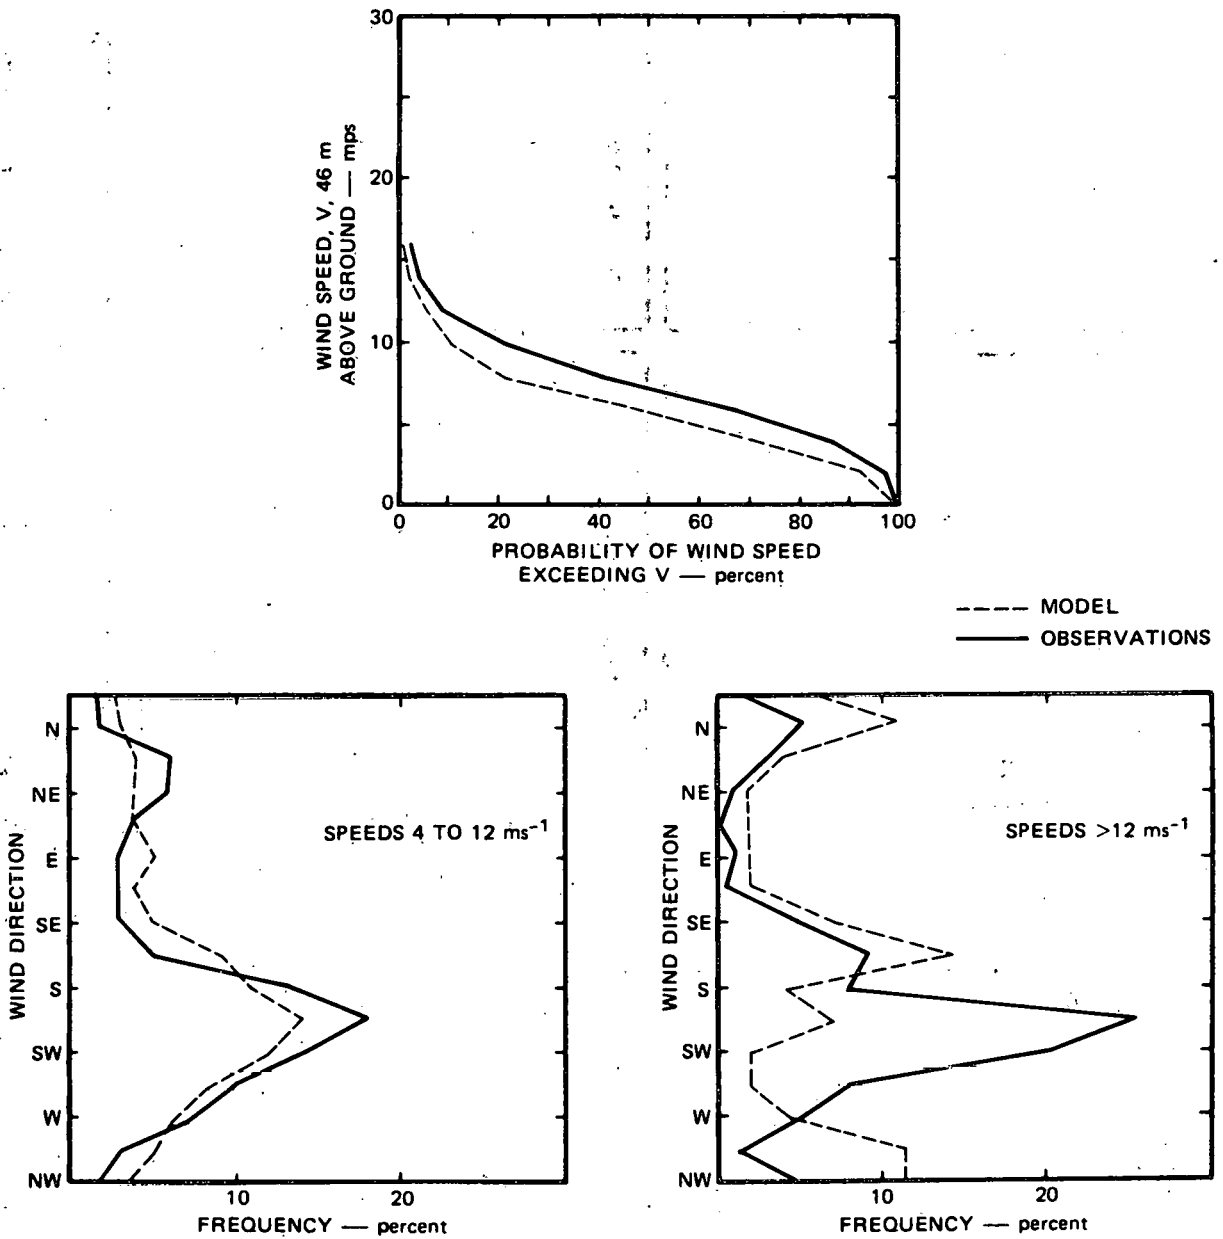 30
20
10
0
WIND SPEED, V, 46 m
ABOVE GROUND — mps
0 20 40 60 80 100
PROBABILITY OF WIND SPEED
EXCEEDING V — percent
MODEL
OBSERVATIONS
N
NE
E
SE
S
SW
W
NW
WIND DIRECTION
SPEEDS 4 TO 12 ms⁻¹
10 20
FREQUENCY — percent
N
NE
E
SE
S
SW
W
NW
WIND DIRECTION
SPEEDS >12 ms⁻¹
10 20
FREQUENCY — percent